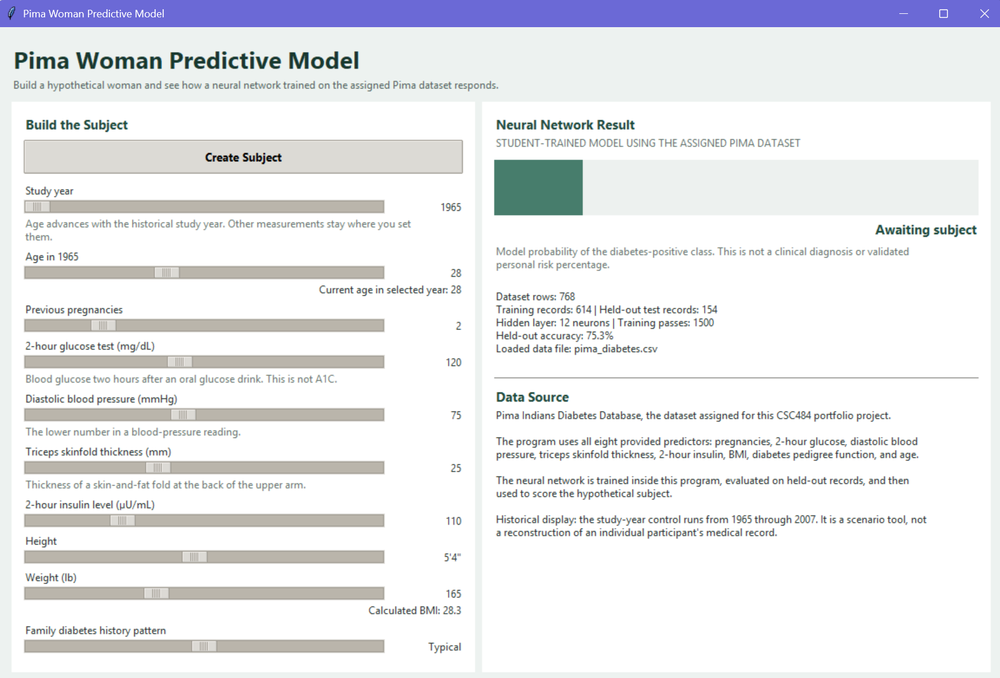 Pima Woman Predictive Model
Pima Woman Predictive Model
Build a hypothetical woman and see how a neural network trained on the assigned Pima dataset responds.
Build the Subject
Create Subject
Study year
1965
Age advances with the historical study year. Other measurements stay where you set
them.
Age in 1965
28
Current age in selected year: 28
Previous pregnancies
2
2-hour glucose test (mg/dL)
120
Blood glucose two hours after an oral glucose drink. This is not A1C.
Diastolic blood pressure (mmHg)
75
The lower number in a blood-pressure reading.
Triceps skinfold thickness (mm)
25
Thickness of a skin-and-fat fold at the back of the upper arm.
2-hour insulin level (µU/mL)
110
Height
5'4"
Weight (lb)
165
Calculated BMI: 28.3
Family diabetes history pattern
Typical
Neural Network Result
STUDENT-TRAINED MODEL USING THE ASSIGNED PIMA DATASET
Awaiting subject
Model probability of the diabetes-positive class. This is not a clinical diagnosis or validated
personal risk percentage.
Dataset rows: 768
Training records: 614 | Held-out test records: 154
Hidden layer: 12 neurons | Training passes: 1500
Held-out accuracy: 75.3%
Loaded data file: pima_diabetes.csv
Data Source
Pima Indians Diabetes Database, the dataset assigned for this CSC484 portfolio project.
The program uses all eight provided predictors: pregnancies, 2-hour glucose, diastolic blood
pressure, triceps skinfold thickness, 2-hour insulin, BMI, diabetes pedigree function, and age.
The neural network is trained inside this program, evaluated on held-out records, and then
used to score the hypothetical subject.
Historical display: the study-year control runs from 1965 through 2007. It is a scenario tool, not
a reconstruction of an individual participant's medical record.